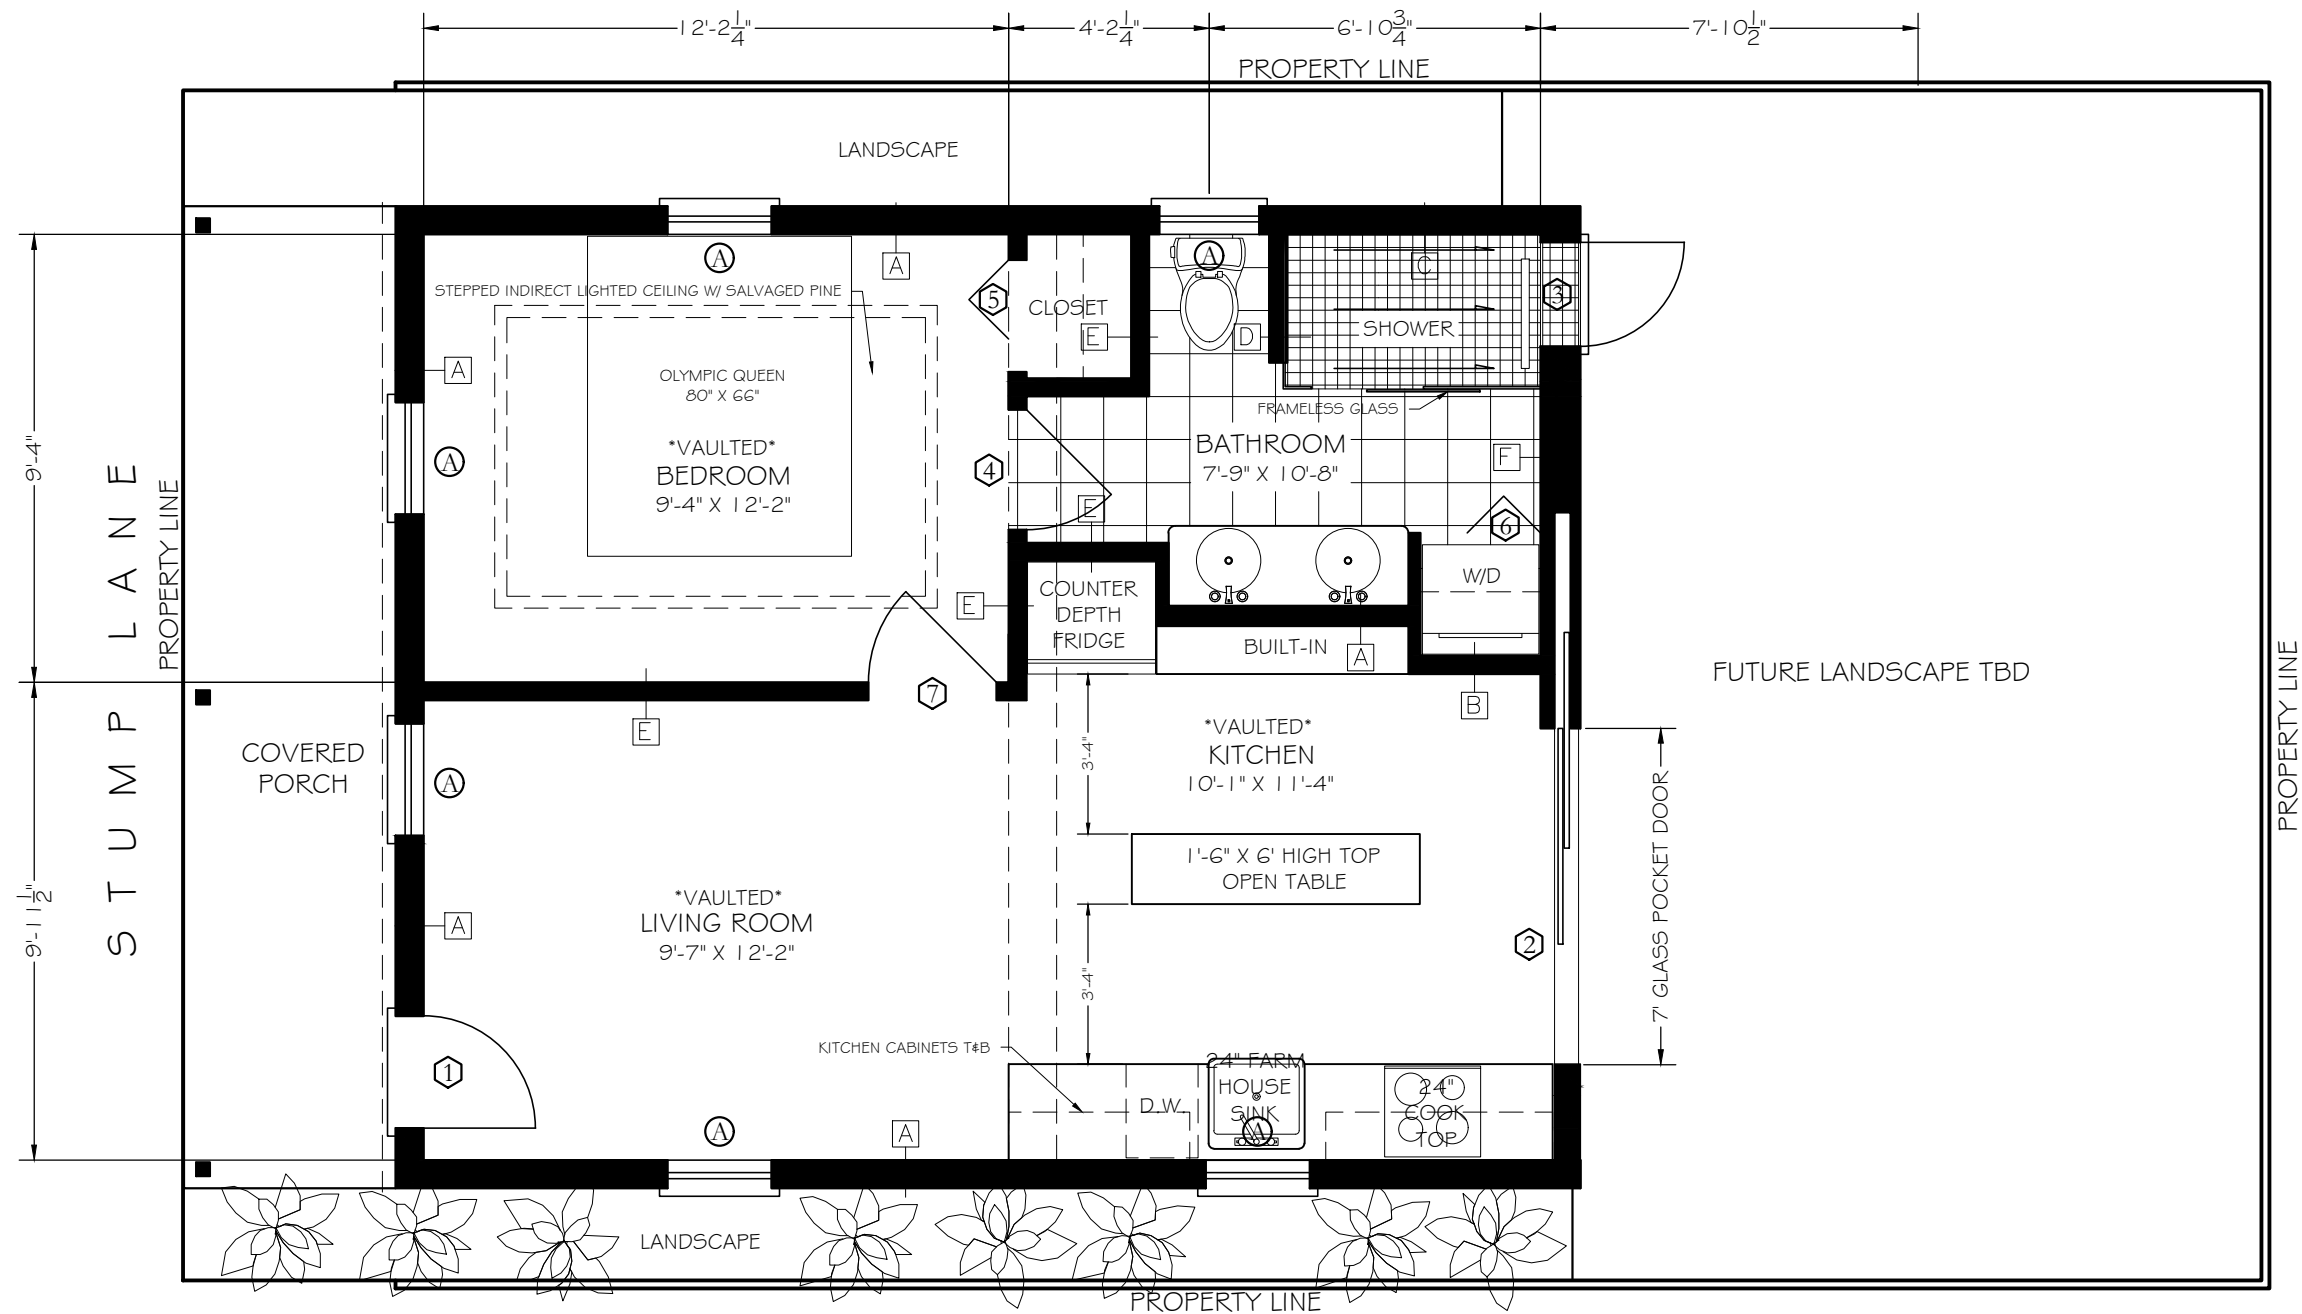 12'-2 1/4"
4'-2 1/4"
6'-10 3/4"
7'-10 1/2"
PROPERTY LINE
LANDSCAPE
A
A
A
C
3
STEPPED INDIRECT LIGHTED CEILING W/ SALVAGED PINE
5
CLOSET
E
D
SHOWER
A
OLYMPIC QUEEN
80" X 66"
FRAMELESS GLASS
*VAULTED*
BEDROOM
9'-4" X 12'-2"
A
4
BATHROOM
7'-9" X 10'-8"
F
E
6
9'-4"
STUMP LANE
PROPERTY LINE
W/D
COUNTER
DEPTH
FRIDGE
E
BUILT-IN
A
FUTURE LANDSCAPE TBD
PROPERTY LINE
7
E
B
COVERED
PORCH
A
*VAULTED*
KITCHEN
10'-1" X 11'-4"
3'-4"
1'-6" X 6' HIGH TOP
OPEN TABLE
7' GLASS POCKET DOOR
9'-11 1/2"
A
*VAULTED*
LIVING ROOM
9'-7" X 12'-2"
2
3'-4"
KITCHEN CABINETS T&B
1
A
A
D.W.
24" FARM
HOUSE
SINK
A
24"
COOK
TOP
LANDSCAPE
PROPERTY LINE